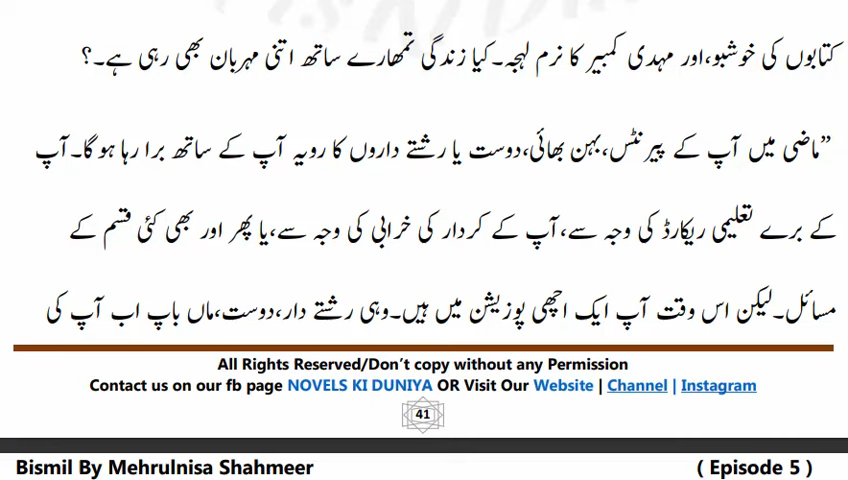 کتابوں کی خوشبو،اور مہدی کمبیر کا نرم لہجہ۔کیا زندگی تمھارے ساتھ اتنی مہربان بھی رہی ہے۔؟
”ماضی میں آپ کے پیرنٹس،بہن بھائی،دوست یا رشتے داروں کا رویہ آپ کے ساتھ برا رہا ہو گا۔آپ
کے برے تعلیمی ریکارڈ کی وجہ سے،آپ کے کردار کی خرابی کی وجہ سے،یا پھر اور بھی کئی قسم کے
مسائل۔لیکن اس وقت آپ ایک اچھی پوزیشن میں ہیں۔وہی رشتے دار،دوست،ماں باپ اب آپ کی
All Rights Reserved/Don’t copy without any Permission
Contact us on our fb page NOVELS KI DUNIYA OR Visit Our Website | Channel | Instagram
41
Bismil By Mehrulnisa Shahmeer ( Episode 5 )